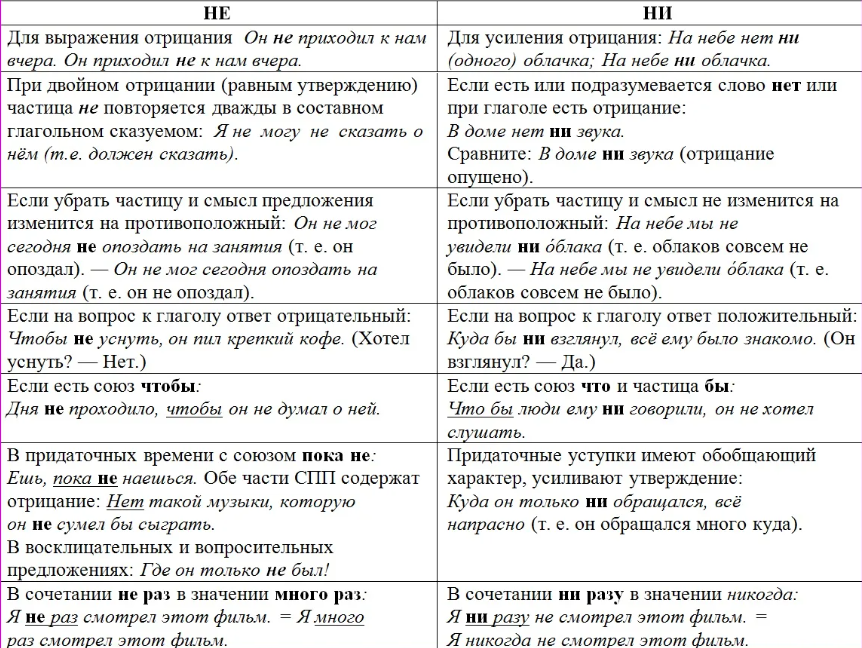 НЕ
НИ
Для выражения отрицания Он не приходил к нам
вчера. Он приходил не к нам вчера.
Для усиления отрицания: На небе нет ни
(одного) облачка; На небе ни облачка.
При двойном отрицании (равным утверждению)
частица не повторяется дважды в составном
глагольном сказуемом: Я не могу не сказать о
нём (т.е. должен сказать).
Если есть или подразумевается слово нет или
при глаголе есть отрицание:
В доме нет ни звука.
Сравните: В доме ни звука (отрицание
опущено).
Если убрать частицу и смысл предложения
изменится на противоположный: Он не мог
сегодня не опоздать на занятия (т. е. он
опоздал). — Он не мог сегодня опоздать на
занятия (т. е. он не опоздал).
Если убрать частицу и смысл не изменится на
противоположный: На небе мы не
увидели ни о́блака (т. е. облаков совсем не
было). — На небе мы не увидели о́блака (т. е.
облаков совсем не было).
Если на вопрос к глаголу ответ отрицательный:
Чтобы не уснуть, он пил крепкий кофе. (Хотел
уснуть? — Нет.)
Если на вопрос к глаголу ответ положительный:
Куда бы ни взглянул, всё ему было знакомо. (Он
взглянул? — Да.)
Если есть союз чтобы:
Дня не проходило, чтобы он не думал о ней.
Если есть союз что и частица бы:
Что бы люди ему ни говорили, он не хотел
слушать.
В придаточных времени с союзом пока не:
Ешь, пока не наешься. Обе части СПП содержат
отрицание: Нет такой музыки, которую
он не сумел бы сыграть.
В восклицательных и вопросительных
предложениях: Где он только не был!
Придаточные уступки имеют обобщающий
характер, усиливают утверждение:
Куда он только ни обращался, всё
напрасно (т. е. он обращался много куда).
В сочетании не раз в значении много раз:
Я не раз смотрел этот фильм. = Я много
раз смотрел этот фильм.
В сочетании ни разу в значении никогда:
Я ни разу не смотрел этот фильм. =
Я никогда не смотрел этот фильм.